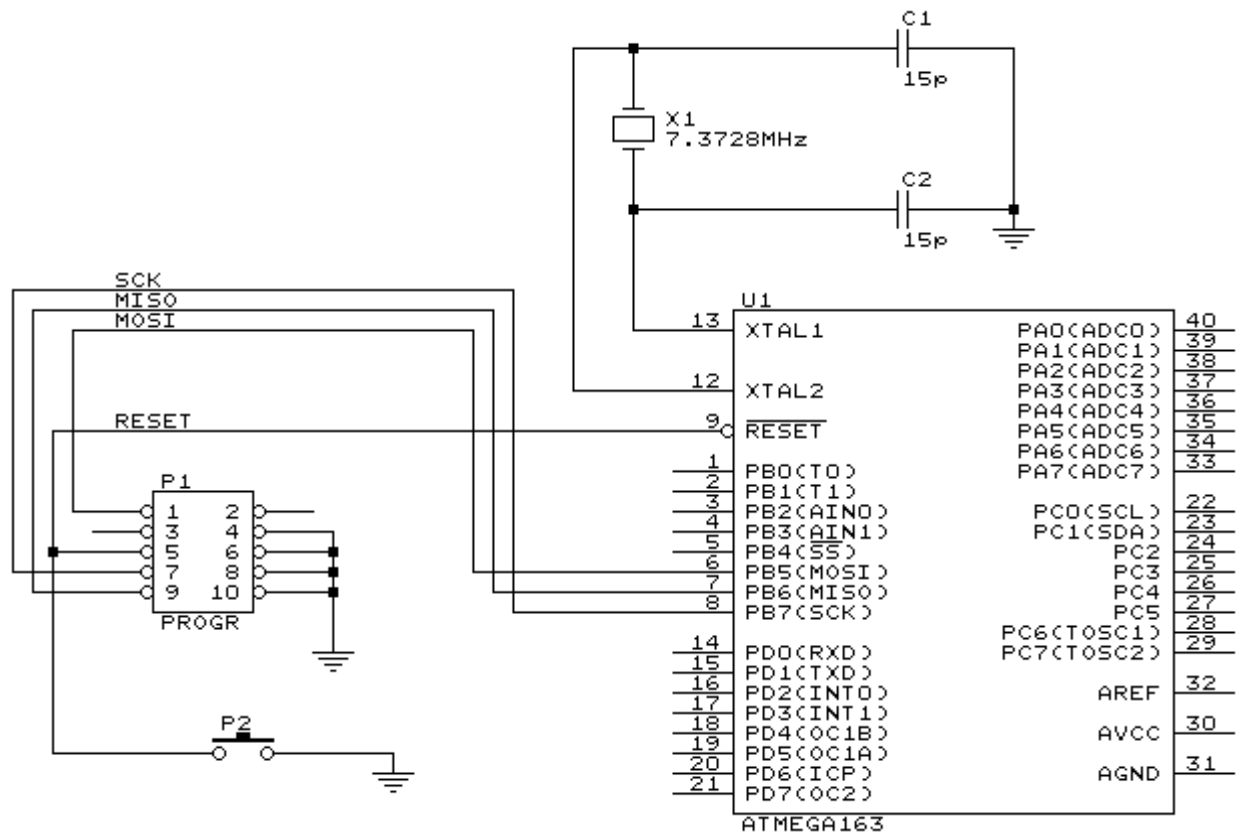 C1
15p
X1
7.3728MHz
C2
15p
SCK
MISO
MOSI
RESET
P1
1 2
3 4
5 6
7 8
9 10
PROGR
P2
U1
13 XTAL1
12 XTAL2
9 RESET
1 PB0(T0)
2 PB1(T1)
3 PB2(AIN0)
4 PB3(AIN1)
5 PB4(SS)
6 PB5(MOSI)
7 PB6(MISO)
8 PB7(SCK)
14 PD0(RXD)
15 PD1(TXD)
16 PD2(INT0)
17 PD3(INT1)
18 PD4(OC1B)
19 PD5(OC1A)
20 PD6(ICP)
21 PD7(OC2)
PA0(ADC0) 40
PA1(ADC1) 39
PA2(ADC2) 38
PA3(ADC3) 37
PA4(ADC4) 36
PA5(ADC5) 35
PA6(ADC6) 34
PA7(ADC7) 33
PC0(SCL) 22
PC1(SDA) 23
PC2 24
PC3 25
PC4 26
PC5 27
PC6(TOSC1) 28
PC7(TOSC2) 29
AREF 32
AVCC 30
AGND 31
ATMEGA163